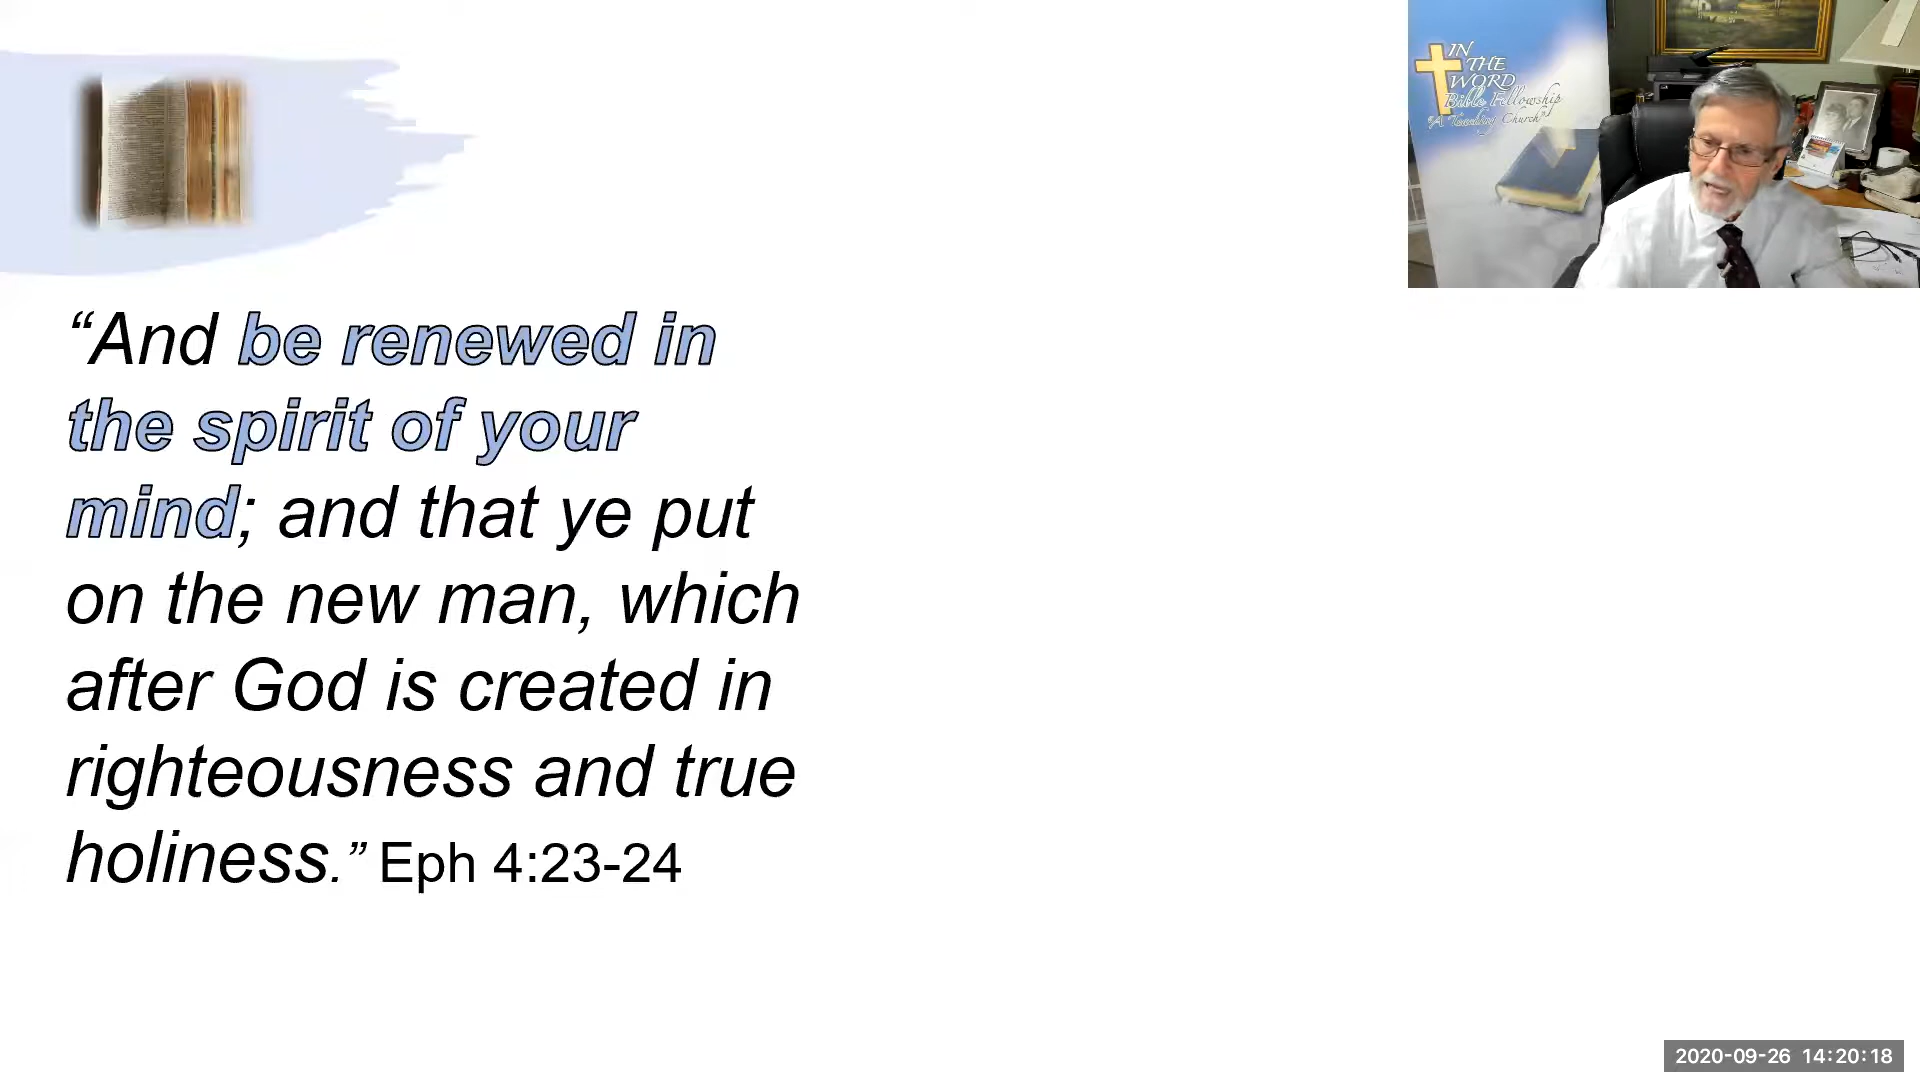 “And be renewed in
the spirit of your
mind; and that ye put
on the new man, which
after God is created in
righteousness and true
holiness.” Eph 4:23-24
IN
THE
WORD
Bible Fellowship
"A Teaching Church"
2020-09-26 14:20:18